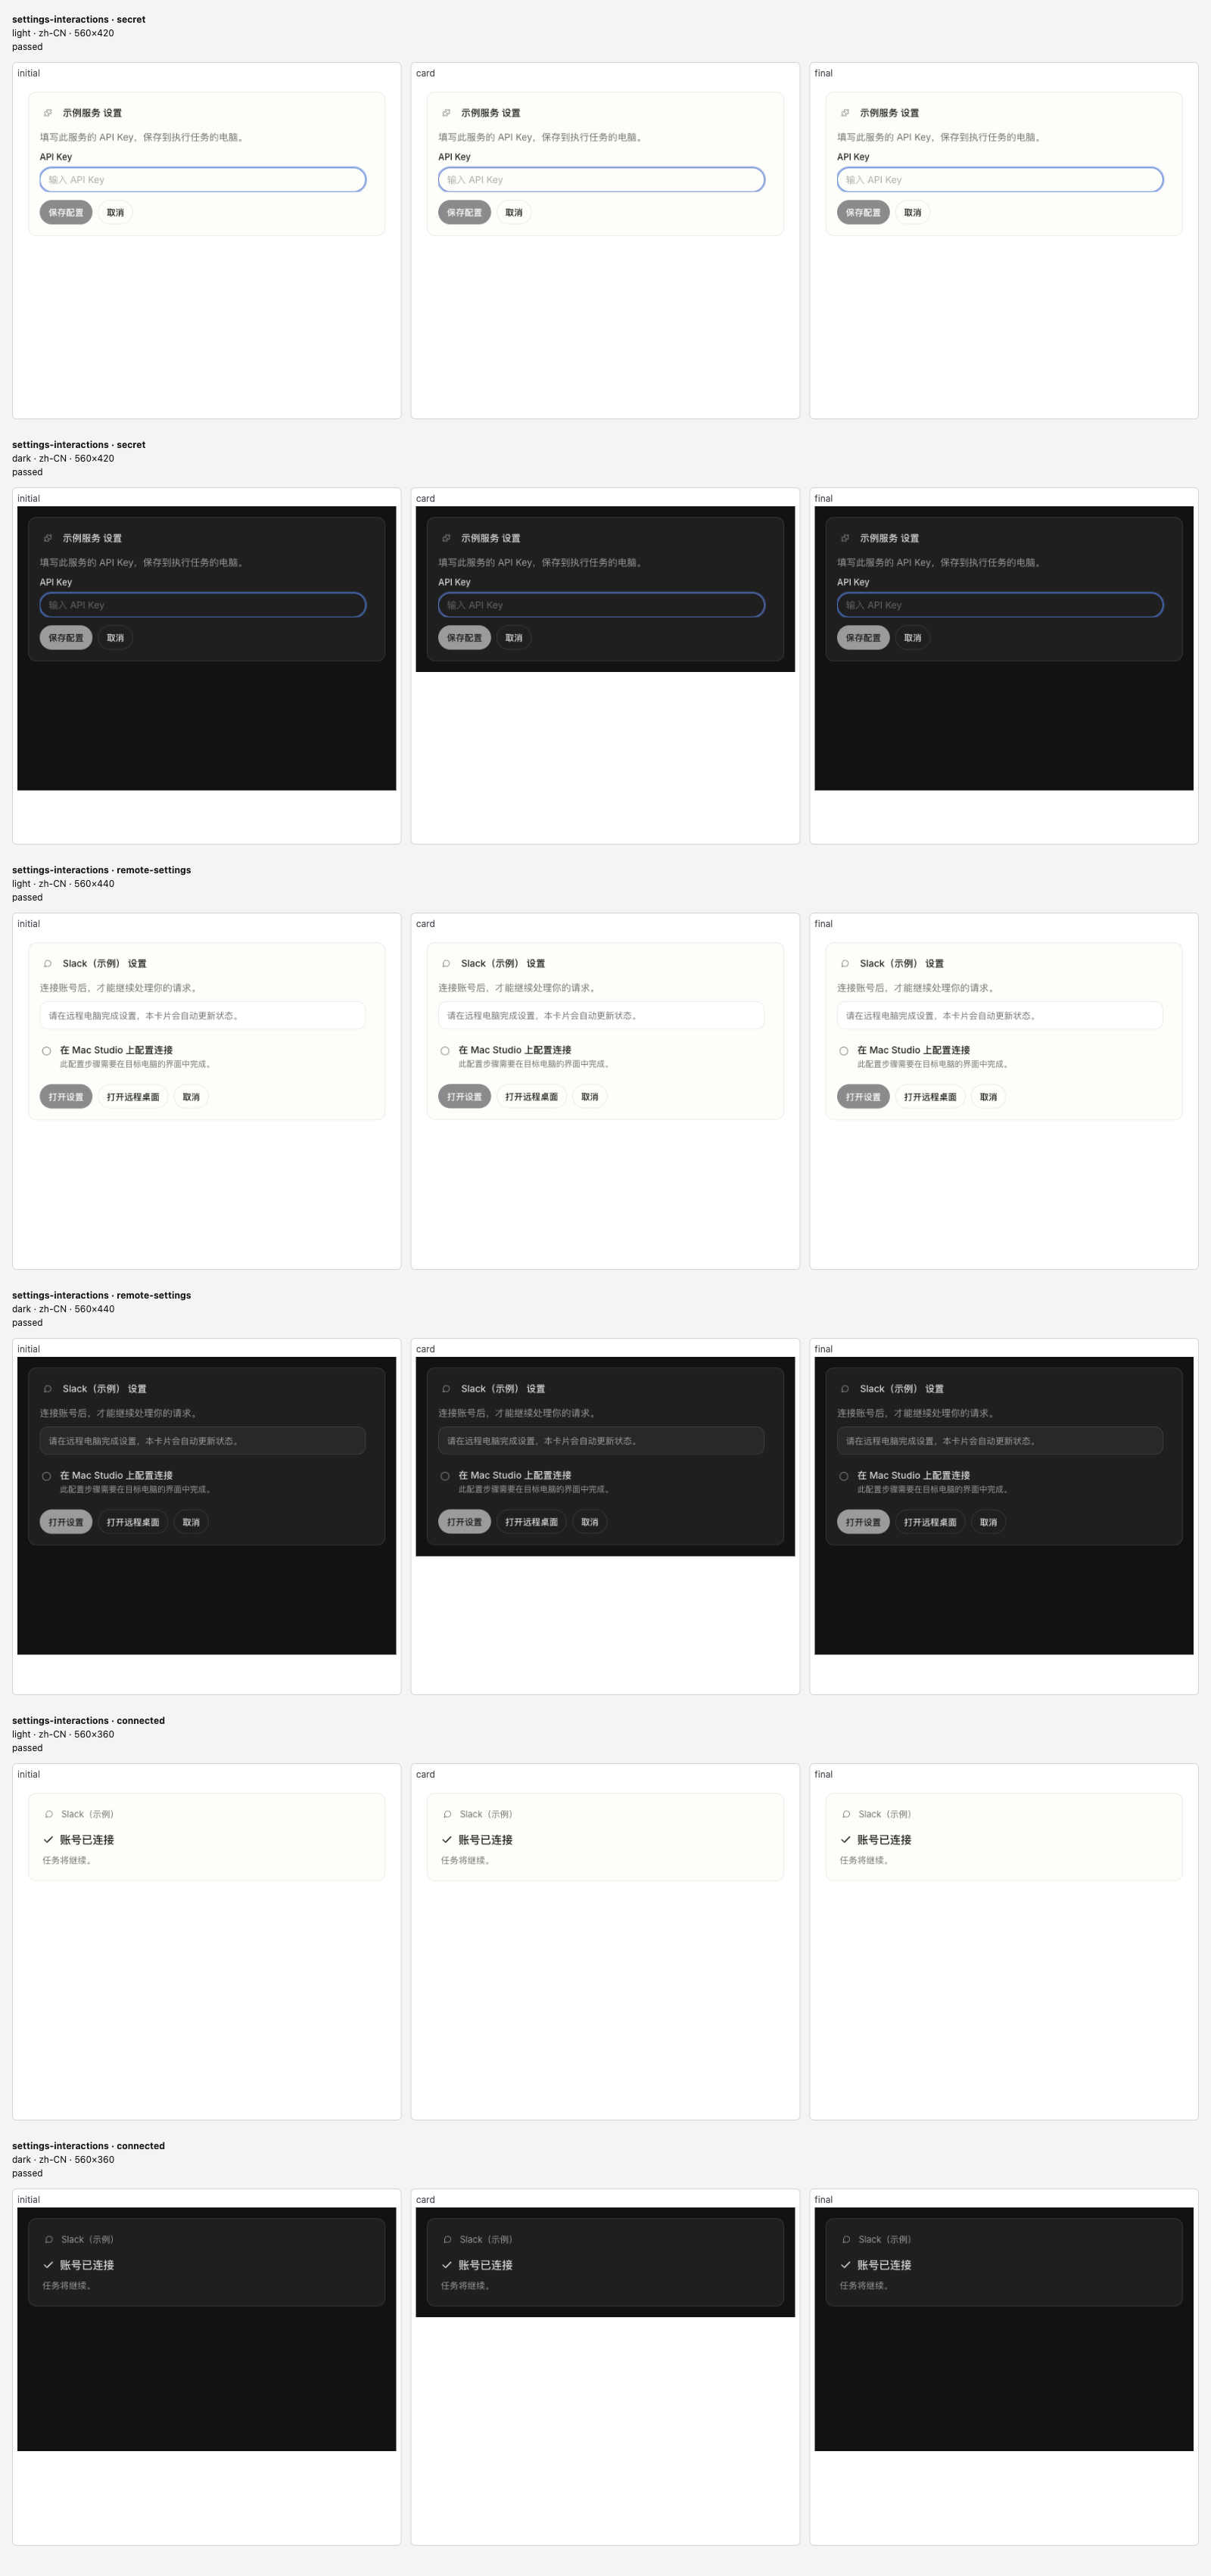 settings-interactions · secret
light · zh-CN · 560×420
passed
initial
示例服务 设置
填写此服务的 API Key，保存到执行任务的电脑。
API Key
输入 API Key
保存配置 取消
card
示例服务 设置
填写此服务的 API Key，保存到执行任务的电脑。
API Key
输入 API Key
保存配置 取消
final
示例服务 设置
填写此服务的 API Key，保存到执行任务的电脑。
API Key
输入 API Key
保存配置 取消
settings-interactions · secret
dark · zh-CN · 560×420
passed
initial
示例服务 设置
填写此服务的 API Key，保存到执行任务的电脑。
API Key
输入 API Key
保存配置 取消
card
示例服务 设置
填写此服务的 API Key，保存到执行任务的电脑。
API Key
输入 API Key
保存配置 取消
final
示例服务 设置
填写此服务的 API Key，保存到执行任务的电脑。
API Key
输入 API Key
保存配置 取消
settings-interactions · remote-settings
light · zh-CN · 560×440
passed
initial
Slack（示例） 设置
连接账号后，才能继续处理你的请求。
请在远程电脑完成设置，本卡片会自动更新状态。
在 Mac Studio 上配置连接
此配置步骤需要在目标电脑的界面中完成。
打开设置 打开远程桌面 取消
card
Slack（示例） 设置
连接账号后，才能继续处理你的请求。
请在远程电脑完成设置，本卡片会自动更新状态。
在 Mac Studio 上配置连接
此配置步骤需要在目标电脑的界面中完成。
打开设置 打开远程桌面 取消
final
Slack（示例） 设置
连接账号后，才能继续处理你的请求。
请在远程电脑完成设置，本卡片会自动更新状态。
在 Mac Studio 上配置连接
此配置步骤需要在目标电脑的界面中完成。
打开设置 打开远程桌面 取消
settings-interactions · remote-settings
dark · zh-CN · 560×440
passed
initial
Slack（示例） 设置
连接账号后，才能继续处理你的请求。
请在远程电脑完成设置，本卡片会自动更新状态。
在 Mac Studio 上配置连接
此配置步骤需要在目标电脑的界面中完成。
打开设置 打开远程桌面 取消
card
Slack（示例） 设置
连接账号后，才能继续处理你的请求。
请在远程电脑完成设置，本卡片会自动更新状态。
在 Mac Studio 上配置连接
此配置步骤需要在目标电脑的界面中完成。
打开设置 打开远程桌面 取消
final
Slack（示例） 设置
连接账号后，才能继续处理你的请求。
请在远程电脑完成设置，本卡片会自动更新状态。
在 Mac Studio 上配置连接
此配置步骤需要在目标电脑的界面中完成。
打开设置 打开远程桌面 取消
settings-interactions · connected
light · zh-CN · 560×360
passed
initial
Slack（示例）
账号已连接
任务将继续。
card
Slack（示例）
账号已连接
任务将继续。
final
Slack（示例）
账号已连接
任务将继续。
settings-interactions · connected
dark · zh-CN · 560×360
passed
initial
Slack（示例）
账号已连接
任务将继续。
card
Slack（示例）
账号已连接
任务将继续。
final
Slack（示例）
账号已连接
任务将继续。